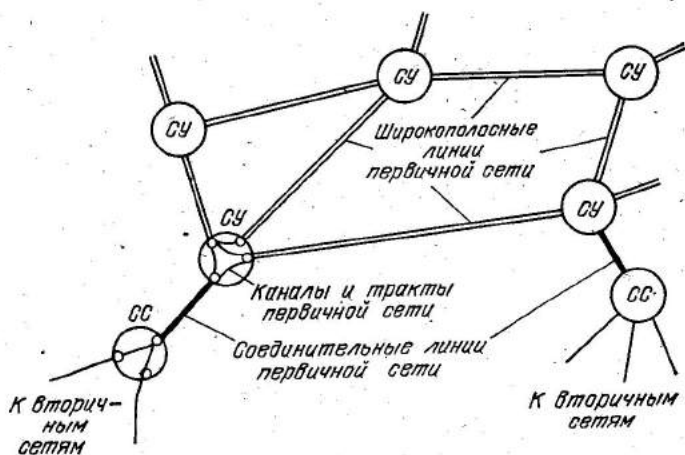 СУ
СУ
СУ
Широкополосные
линии
первичной сети
СУ
СУ
Каналы и тракты
первичной сети
СС
СС
Соединительные линии
первичной сети
К вторич-
ным
сетям
К вторичным
сетям